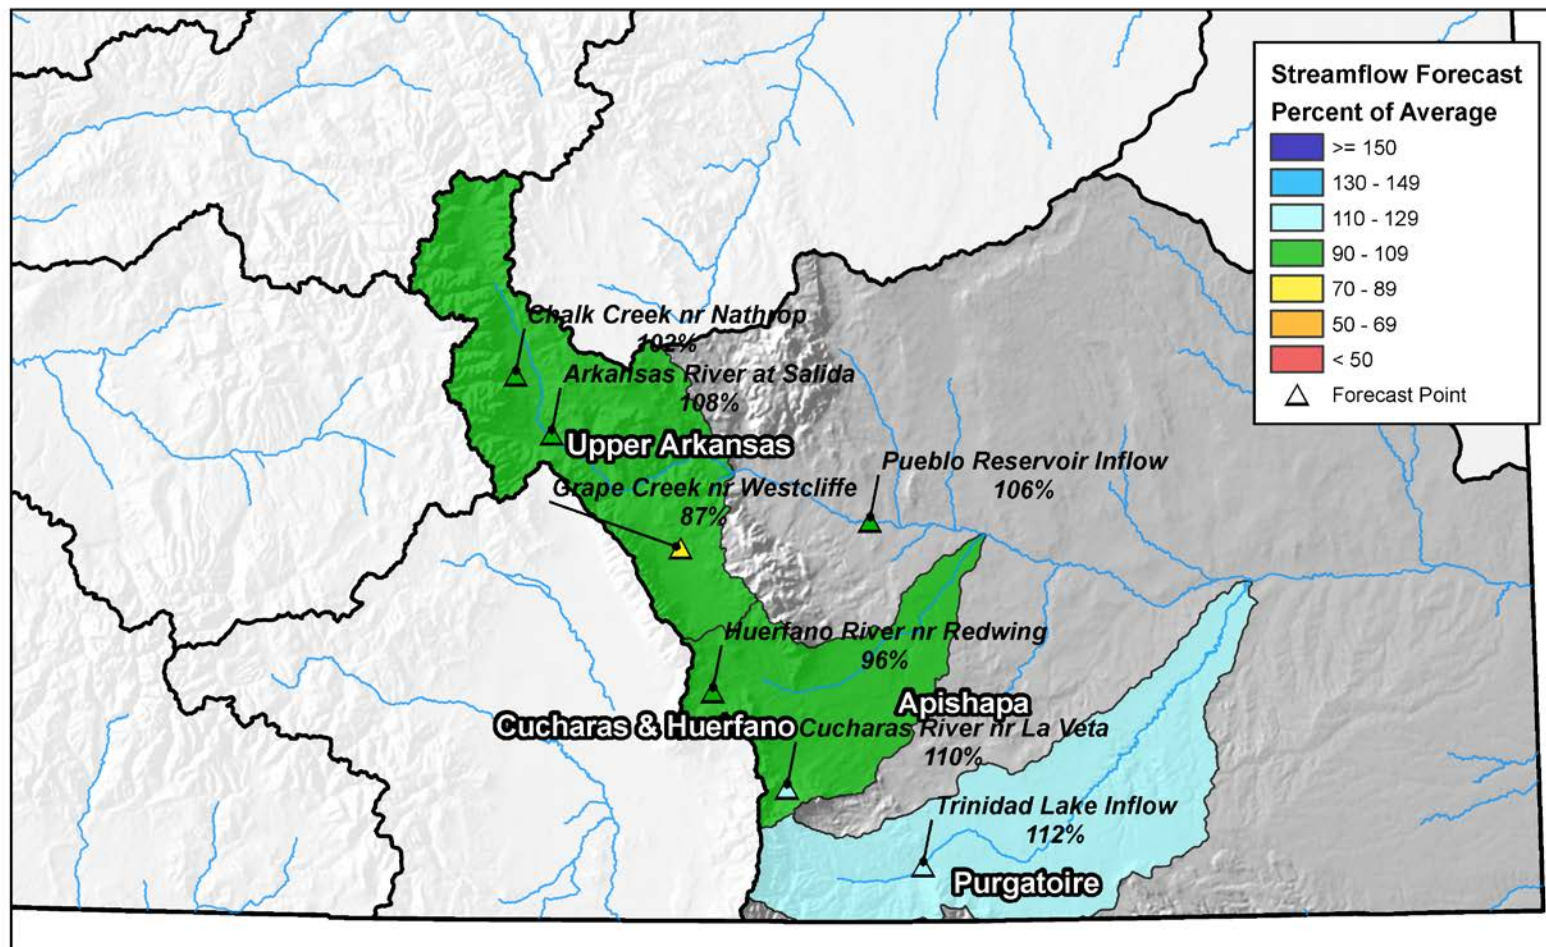 Streamflow Forecast
Percent of Average
>= 150
130 - 149
110 - 129
90 - 109
70 - 89
50 - 69
< 50
Forecast Point
Chalk Creek nr Nathrop
102%
Arkansas River at Salida
108%
Upper Arkansas
Pueblo Reservoir Inflow
106%
Grape Creek nr Westcliffe
87%
Huerfano River nr Redwing
96%
Apishapa
Cucharas & Huerfano
Cucharas River nr La Veta
110%
Trinidad Lake Inflow
112%
Purgatoire